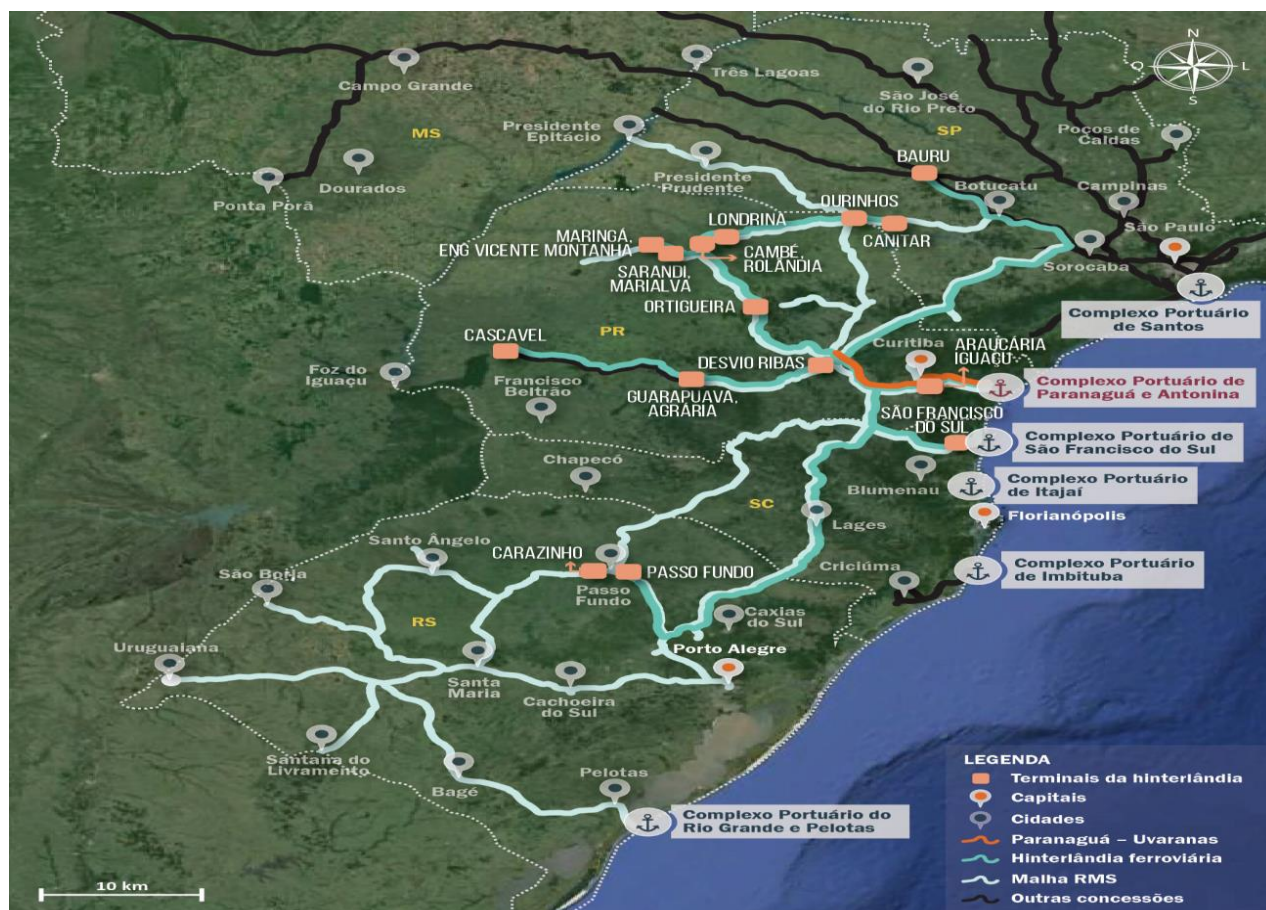 N
O
L
S
Campo Grande
Três Lagoas
São José
do Rio Preto
MS
SP
Presidente
Epitácio
Poços de
Caldas
Dourados
Presidente
Prudente
BAURU
Botucatu
Campinas
Ponta Porã
LONDRINA
OURINHOS
São Paulo
MARINGÁ,
ENG VICENTE MONTANHA
CANITAR
CAMBÉ,
ROLÂNDIA
Sorocaba
SARANDI,
MARIALVA
ORTIGUEIRA
Complexo Portuário
de Santos
PR
CASCAVEL
DESVIO RIBAS
Curitiba
ARAUCÁRIA
IGUAÇU
Foz do
Iguaçu
Francisco
Beltrão
GUARAPUAVA,
AGRÁRIA
Complexo Portuário de
Paranaguá e Antonina
SÃO FRANCISCO
DO SUL
Complexo Portuário de
São Francisco do Sul
Chapecó
Blumenau
Complexo Portuário
de Itajaí
SC
Lages
Florianópolis
Santo Ângelo
CARAZINHO
PASSO FUNDO
Criciúma
Complexo Portuário
de Imbituba
São Borja
Passo
Fundo
Caxias
do Sul
RS
Uruguaiana
Porto Alegre
Santa
Maria
Cachoeira
do Sul
Santana do
Livramento
Bagé
Pelotas
Complexo Portuário do
Rio Grande e Pelotas
LEGENDA
Terminais da hinterlândia
Capitais
Cidades
Paranaguá – Uvaranas
Hinterlândia ferroviária
Malha RMS
Outras concessões
10 km